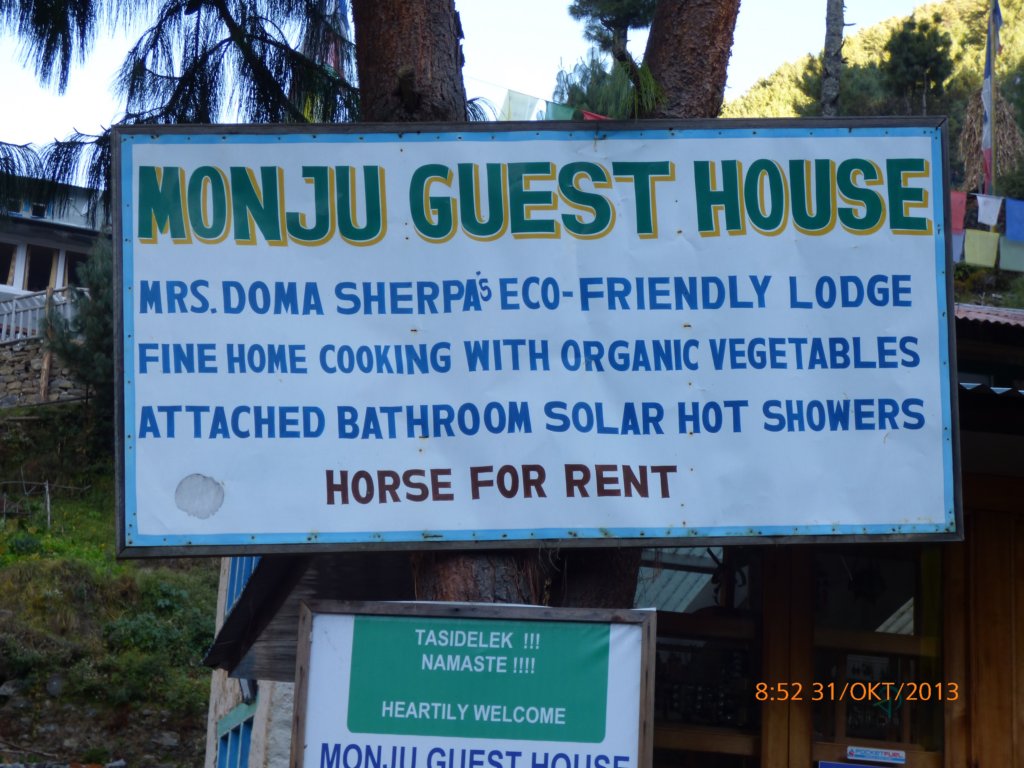 MONJU GUEST HOUSE
MRS. DOMA SHERPA'S ECO-FRIENDLY LODGE
FINE HOME COOKING WITH ORGANIC VEGETABLES
ATTACHED BATHROOM SOLAR HOT SHOWERS
HORSE FOR RENT
TASIDELEK !!!
NAMASTE !!!!
HEARTILY WELCOME
MONJU GUEST HOUSE
8:52 31/OKT/2013
POCKETFUEL